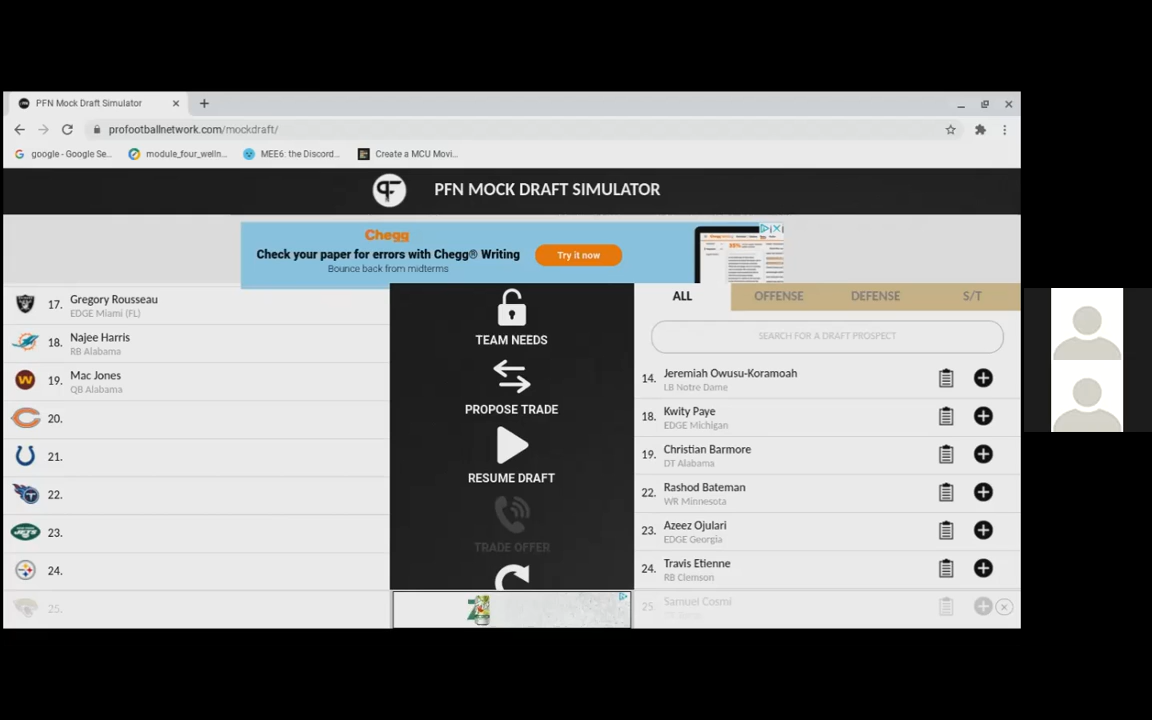 PFN Mock Draft Simulator
profootballnetwork.com/mockdraft/
google - Google Se...
module_four_welln...
MEE6: the Discord...
Create a MCU Movi...
PFN MOCK DRAFT SIMULATOR
Chegg
Check your paper for errors with Chegg® Writing
Bounce back from midterms
Try it now
17. Gregory Rousseau
EDGE Miami (FL)
18. Najee Harris
RB Alabama
19. Mac Jones
QB Alabama
20.
21.
22.
23.
24.
25.
TEAM NEEDS
PROPOSE TRADE
RESUME DRAFT
TRADE OFFER
ALL OFFENSE DEFENSE S/T
SEARCH FOR A DRAFT PROSPECT
14. Jeremiah Owusu-Koramoah
LB Notre Dame
18. Kwity Paye
EDGE Michigan
19. Christian Barmore
DT Alabama
22. Rashod Bateman
WR Minnesota
23. Azeez Ojulari
EDGE Georgia
24. Travis Etienne
RB Clemson
25. Samuel Cosmi